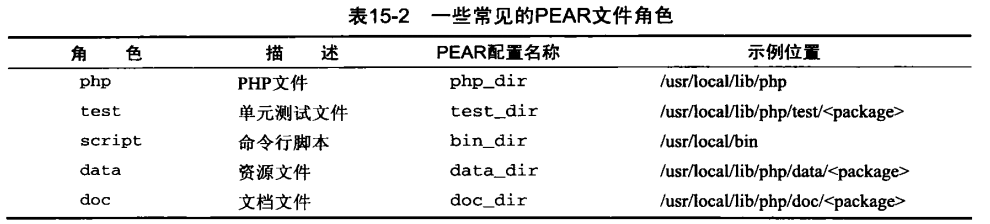 表15-2 一些常见的PEAR文件角色
角 色 描 述 PEAR配置名称 示例位置
php PHP文件 php_dir /usr/local/lib/php
test 单元测试文件 test_dir /usr/local/lib/php/test/<package>
script 命令行脚本 bin_dir /usr/local/bin
data 资源文件 data_dir /usr/local/lib/php/data/<package>
doc 文档文件 doc_dir /usr/local/lib/php/doc/<package>